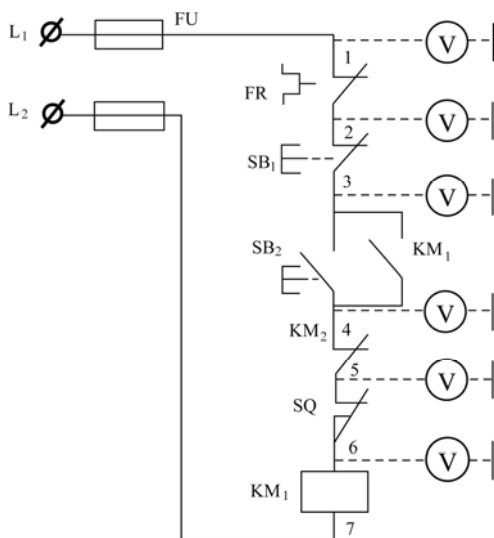 L₁ FU V
1
FR
L₂ V
2
SB₁
3 V
SB₂ KM₁
V
KM₂ 4
5 V
SQ
6 V
KM₁
7